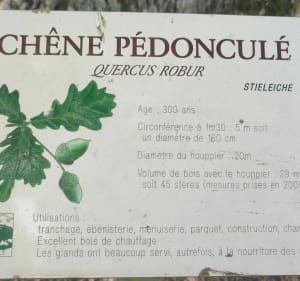 CHÊNE PÉDONCULÉ
QUERCUS ROBUR
STIELEICHE
Age : 300 ans
Circonférence à 1m30 : 5 m soit
un diamètre de 160 cm
Diamètre du houppier : 20m
Volume de bois avec le houppier : 29 m
soit 45 stères (mesures prises en 2005
Utilisations :
tranchage, ébénisterie, menuiserie, parquet, construction, char
Excellent bois de chauffage
Les glands ont beaucoup servi, autrefois, à la nourriture des